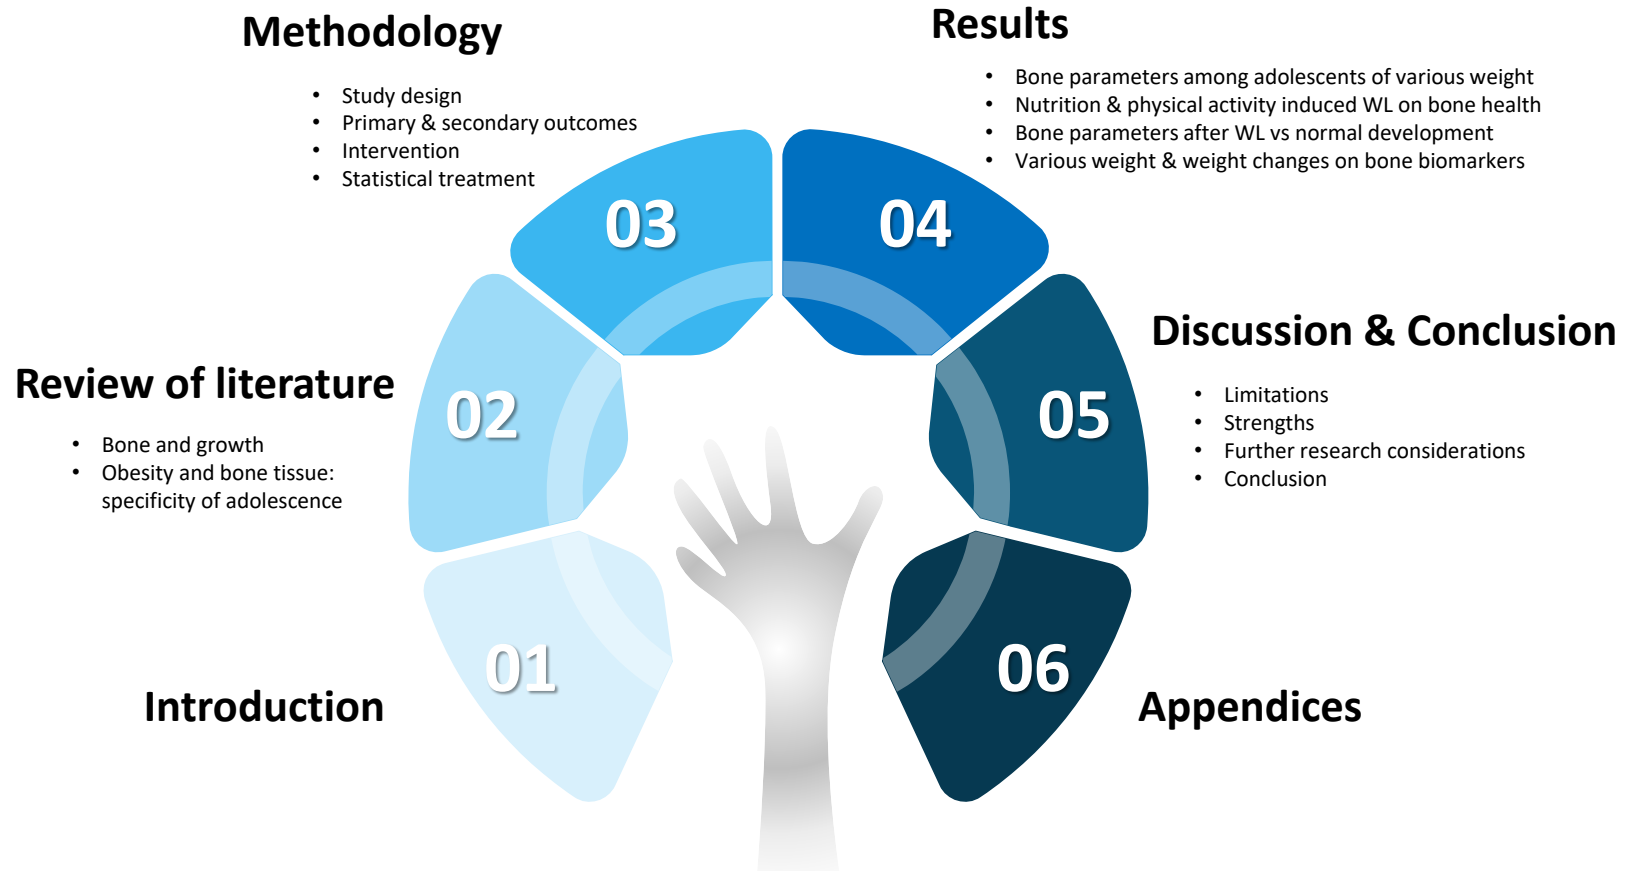 Methodology
• Study design
• Primary & secondary outcomes
• Intervention
• Statistical treatment
03
Results
• Bone parameters among adolescents of various weight
• Nutrition & physical activity induced WL on bone health
• Bone parameters after WL vs normal development
• Various weight & weight changes on bone biomarkers
04
Review of literature
• Bone and growth
• Obesity and bone tissue:
specificity of adolescence
02
Discussion & Conclusion
• Limitations
• Strengths
• Further research considerations
• Conclusion
05
Introduction
01
06
Appendices